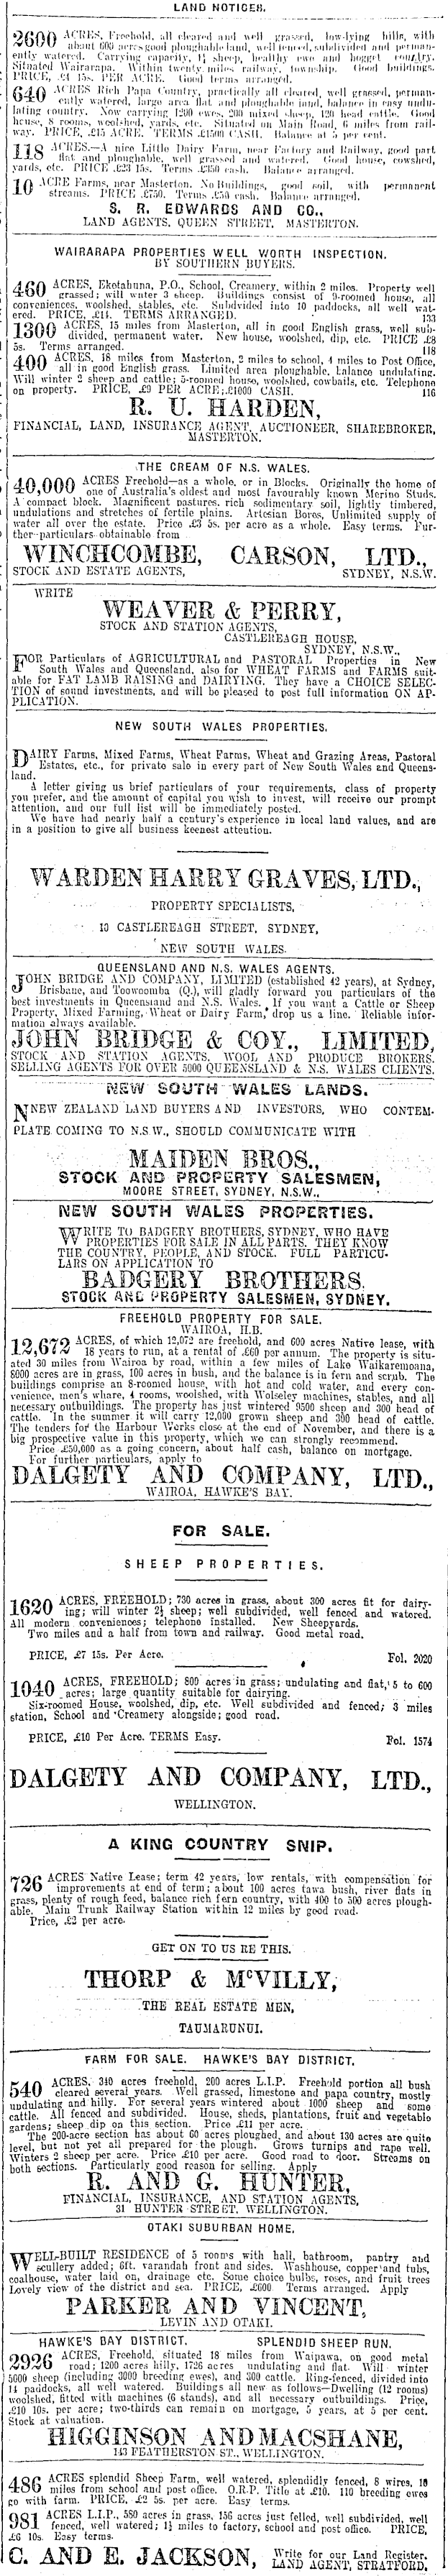 LAND NOTICES.
2600 ACRES, Freehold, all cleared and well grassed, low-lying hills, with
about 600 acres good ploughable land, well fenced, subdivided and perman-
ently watered. Carrying capacity, 1½ sheep, healthy ewe and hogget country.
Situated Wairarapa. Within twenty miles railway, township. Good buildings.
PRICE, £4 15s. PER ACRE. Good terms arranged.
640 ACRES Rich Papa Country, practically all cleared, well grassed, perman-
ently watered, large area flat and ploughable land, balance in easy undu-
lating country. Now carrying 1200 ewes, 200 mixed sheep, 120 head cattle. Good
house, 8 rooms, woolshed, yards, etc. Situated on Main Road, 6 miles from rail-
way. PRICE, £15 ACRE. TERMS £1500 CASH. Balance at 5 per cent.
118 ACRES.—A nice Little Dairy Farm, near Factory and Railway, good part
flat and ploughable, well grassed and watered. Good house, cowshed,
yards, etc. PRICE £23 15s. Terms £350 cash. Balance arranged.
10 ACRE Farms, near Masterton. No Buildings, good soil, with permanent
streams. PRICE £750. Terms £50 cash. Balance arranged.
S. R. EDWARDS AND CO.,
LAND AGENTS, QUEEN STREET, MASTERTON.
WAIRARAPA PROPERTIES WELL WORTH INSPECTION.
BY SOUTHERN BUYERS.
460 ACRES, Eketahuna, P.O., School, Creamery, within 2 miles. Property well
grassed; will water 3 sheep. Buildings consist of 9-roomed house, all
conveniences, woolshed, stables, etc. Subdivided into 10 paddocks, all well wat-
ered. PRICE, £14. TERMS ARRANGED. 133
1300 ACRES, 15 miles from Masterton, all in good English grass, well sub-
divided, permanent water. New house, woolshed, dip, etc. PRICE £8
5s. Terms arranged. 118
400 ACRES, 18 miles from Masterton, 2 miles to school, 4 miles to Post Office,
all in good English grass. Limited area ploughable, balance undulating.
Will winter 2 sheep and cattle; 5-roomed house, woolshed, cowbails, etc. Telephone
on property. PRICE, £9 PER ACRE; £1000 CASH. 116
R. U. HARDEN,
FINANCIAL, LAND, INSURANCE AGENT, AUCTIONEER, SHAREBROKER,
MASTERTON.
THE CREAM OF N.S. WALES.
40,000 ACRES Freehold—as a whole, or in Blocks. Originally the home of
one of Australia's oldest and most favourably known Merino Studs.
A compact block. Magnificent pastures, rich sedimentary soil, lightly timbered,
undulations and stretches of fertile plains. Artesian Bores, Unlimited supply of
water all over the estate. Price £3 5s. per acre as a whole. Easy terms. Fur-
ther particulars obtainable from
WINCHCOMBE, CARSON, LTD.,
STOCK AND ESTATE AGENTS, SYDNEY, N.S.W.
WRITE
WEAVER & PERRY,
STOCK AND STATION AGENTS,
CASTLEREAGH HOUSE,
SYDNEY, N.S.W.,
FOR Particulars of AGRICULTURAL and PASTORAL Properties in New
South Wales and Queensland, also for WHEAT FARMS and FARMS suit-
able for FAT LAMB RAISING and DAIRYING. They have a CHOICE SELEC-
TION of sound investments, and will be pleased to post full information ON AP-
PLICATION.
NEW SOUTH WALES PROPERTIES.
DAIRY Farms, Mixed Farms, Wheat Farms, Wheat and Grazing Areas, Pastoral
Estates, etc., for private sale in every part of New South Wales and Queens-
land.
A letter giving us brief particulars of your requirements, class of property
you prefer, and the amount of capital you wish to invest, will receive our prompt
attention, and our full list will be immediately posted.
We have had nearly half a century's experience in local land values, and are
in a position to give all business keenest attention.
WARDEN HARRY GRAVES, LTD.,
PROPERTY SPECIALISTS,
10 CASTLEREAGH STREET, SYDNEY,
NEW SOUTH WALES.
QUEENSLAND AND N.S. WALES AGENTS.
JOHN BRIDGE AND COMPANY, LIMITED (established 42 years), at Sydney,
Brisbane, and Toowoomba (Q.), will gladly forward you particulars of the
best investments in Queensland and N.S. Wales. If you want a Cattle or Sheep
Property, Mixed Farming, Wheat or Dairy Farm, drop us a line. Reliable infor-
mation always available.
JOHN BRIDGE & COY., LIMITED,
STOCK AND STATION AGENTS, WOOL AND PRODUCE BROKERS.
SELLING AGENTS FOR OVER 5000 QUEENSLAND & N.S. WALES CLIENTS.
NEW SOUTH WALES LANDS.
NNEW ZEALAND LAND BUYERS AND INVESTORS, WHO CONTEM-
PLATE COMING TO N.S.W., SHOULD COMMUNICATE WITH
MAIDEN BROS.,
STOCK AND PROPERTY SALESMEN,
MOORE STREET, SYDNEY, N.S.W.,
NEW SOUTH WALES PROPERTIES.
WRITE TO BADGERY BROTHERS, SYDNEY, WHO HAVE
PROPERTIES FOR SALE IN ALL PARTS. THEY KNOW
THE COUNTRY, PEOPLE, AND STOCK. FULL PARTICU-
LARS ON APPLICATION TO
BADGERY BROTHERS.
STOCK AND PROPERTY SALESMEN, SYDNEY.
FREEHOLD PROPERTY FOR SALE.
WAIROA, H.B.
12,672 ACRES, of which 12,072 are freehold, and 600 acres Native lease, with
18 years to run, at a rental of £60 per annum. The property is situ-
ated 30 miles from Wairoa by road, within a few miles of Lake Waikaremoana,
8000 acres are in grass, 100 acres in bush, and the balance is in fern and scrub. The
buildings comprise an 8-roomed house, with hot and cold water, and every con-
venience, men's whare, 4 rooms, woolshed, with Wolseley machines, stables, and all
necessary outbuildings. The property has just wintered 9500 sheep and 300 head of
cattle. In the summer it will carry 12,000 grown sheep and 300 head of cattle.
The tenders for the Harbour Works close at the end of November, and there is a
big prospective value in this property, which we can strongly recommend.
Price £50,000 as a going concern, about half cash, balance on mortgage.
For further particulars, apply to
DALGETY AND COMPANY, LTD.,
WAIROA, HAWKE'S BAY.
FOR SALE.
SHEEP PROPERTIES.
1620 ACRES, FREEHOLD; 730 acres in grass, about 300 acres fit for dairy-
ing; will winter 2½ sheep; well subdivided, well fenced and watered.
All modern conveniences; telephone installed. New Sheepyards.
Two miles and a half from town and railway. Good metal road.
PRICE, £7 15s. Per Acre. Fol. 2020
1040 ACRES, FREEHOLD; 800 acres in grass; undulating and flat, 5 to 600
acres; large quantity suitable for dairying.
Six-roomed House, woolshed, dip, etc. Well subdivided and fenced; 3 miles
station, School and Creamery alongside; good road.
PRICE, £10 Per Acre. TERMS Easy. Fol. 1574
DALGETY AND COMPANY, LTD.,
WELLINGTON.
A KING COUNTRY SNIP.
726 ACRES Native Lease; term 42 years, low rentals, with compensation for
improvements at end of term; about 100 acres tawa bush, river flats in
grass, plenty of rough feed, balance rich fern country, with 400 to 500 acres plough-
able. Main Trunk Railway Station within 12 miles by good road.
Price, £2 per acre.
GET ON TO US RE THIS.
THORP & McVILLY,
THE REAL ESTATE MEN,
TAUMARUNUI.
FARM FOR SALE. HAWKE'S BAY DISTRICT.
540 ACRES, 340 acres freehold, 200 acres L.I.P. Freehold portion all bush
cleared several years. Well grassed, limestone and papa country, mostly
undulating and hilly. For several years wintered about 1000 sheep and some
cattle. All fenced and subdivided. House, sheds, plantations, fruit and vegetable
gardens; sheep dip on this section. Price £11 per acre.
The 200-acre section has about 60 acres ploughed, and about 130 acres are quite
level, but not yet all prepared for the plough. Grows turnips and rape well.
Winters 2 sheep per acre. Price £10 per acre. Good road to door. Streams on
both sections. Particularly good reason for selling. Apply
R. AND G. HUNTER,
FINANCIAL, INSURANCE, AND STATION AGENTS,
31 HUNTER STREET, WELLINGTON.
OTAKI SUBURBAN HOME.
WELL-BUILT RESIDENCE of 5 rooms with hall, bathroom, pantry and
scullery added; 6ft. varandah front and sides. Washhouse, copper and tubs,
coalhouse, water laid on, drainage etc. Some choice bulbs, roses, and fruit trees
Lovely view of the district and sea. PRICE, £600. Terms arranged. Apply
PARKER AND VINCENT,
LEVIN AND OTAKI.
HAWKE'S BAY DISTRICT. SPLENDID SHEEP RUN.
2926 ACRES, Freehold, situated 18 miles from Waipawa, on good metal
road; 1200 acres hilly, 1726 acres undulating and flat. Will winter
5000 sheep (including 3000 breeding ewes), and 300 cattle. Ring-fenced, divided into
14 paddocks, all well watered. Buildings all new as follows—Dwelling (12 rooms)
woolshed, fitted with machines (6 stands), and all necessary outbuildings. Price,
£10 10s. per acre; two-thirds can remain on mortgage, 5 years, at 5 per cent.
Stock at valuation.
HIGGINSON AND MACSHANE,
143 FEATHERSTON ST., WELLINGTON.
486 ACRES splendid Sheep Farm, well watered, splendidly fenced, 8 wires, 10
miles from school and post office. O.R.P. Title at £10. 110 breeding ewes
go with farm. PRICE, £2 5s. per acre. Easy terms.
981 ACRES L.I.P., 580 acres in grass, 156 acres just felled, well subdivided, well
fenced, well watered; 1½ miles to factory, school and post office. PRICE,
£6 10s. Easy terms.
C. AND E. JACKSON, Write for our Land Register.
LAND AGENT, STRATFORD.